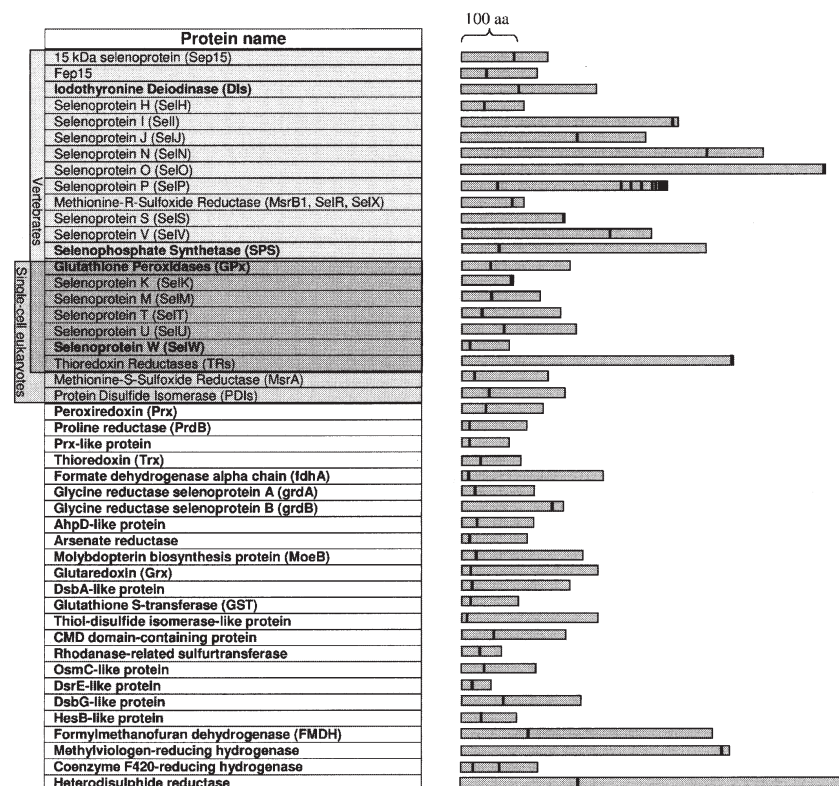 100 aa
Protein name
15 kDa selenoprotein (Sep15)
Fep15
Iodothyronine Deiodinase (DIs)
Selenoprotein H (SelH)
Selenoprotein I (SelI)
Selenoprotein J (SelJ)
Selenoprotein N (SelN)
Selenoprotein O (SelO)
Selenoprotein P (SelP)
Methionine-R-Sulfoxide Reductase (MsrB1, SelR, SelX)
Selenoprotein S (SelS)
Selenoprotein V (SelV)
Selenophosphate Synthetase (SPS)
Glutathione Peroxidases (GPx)
Selenoprotein K (SelK)
Selenoprotein M (SelM)
Selenoprotein T (SelT)
Selenoprotein U (SelU)
Selenoprotein W (SelW)
Thioredoxin Reductases (TRs)
Methionine-S-Sulfoxide Reductase (MsrA)
Protein Disulfide Isomerase (PDIs)
Peroxiredoxin (Prx)
Proline reductase (PrdB)
Prx-like protein
Thioredoxin (Trx)
Formate dehydrogenase alpha chain (fdhA)
Glycine reductase selenoprotein A (grdA)
Glycine reductase selenoprotein B (grdB)
AhpD-like protein
Arsenate reductase
Molybdopterin biosynthesis protein (MoeB)
Glutaredoxin (Grx)
DsbA-like protein
Glutathione S-transferase (GST)
Thiol-disulfide isomerase-like protein
CMD domain-containing protein
Rhodanase-related sulfurtransferase
OsmC-like protein
DsrE-like protein
DsbG-like protein
HesB-like protein
Formylmethanofuran dehydrogenase (FMDH)
Methylviologen-reducing hydrogenase
Coenzyme F420-reducing hydrogenase
Heterodisulphide reductase
Vertebrates
Single-cell eukaryotes